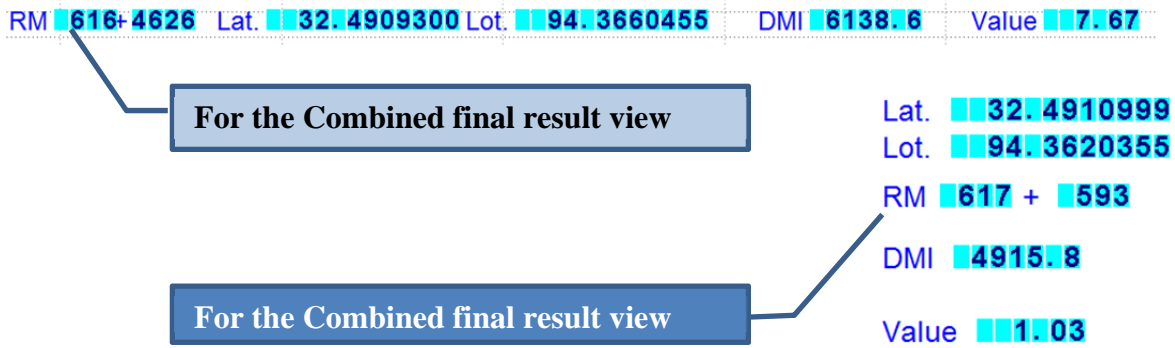 RM 616+ 4626 Lat. 32.4909300 Lot. 94.3660455 DMI 6138.6 Value 7.67
For the Combined final result view
Lat. 32.4910999
Lot. 94.3620355
RM 617 + 593
DMI 4915.8
For the Combined final result view
Value 1.03